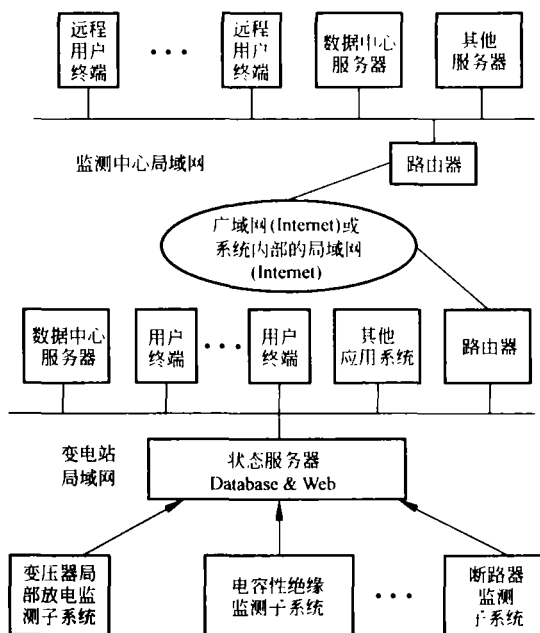 远程
用户
终端
远程
用户
终端
数据中心
服务器
其他
服务器
监测中心局域网
路由器
广域网(Internet)或
系统内部的局域网
(Internet)
数据中心
服务器
用户
终端
用户
终端
其他
应用系统
路由器
变电站
局域网
状态服务器
Database & Web
变压器局
部放电监
测子系统
电容性绝缘
监测子系统
断路器
监测
子系统